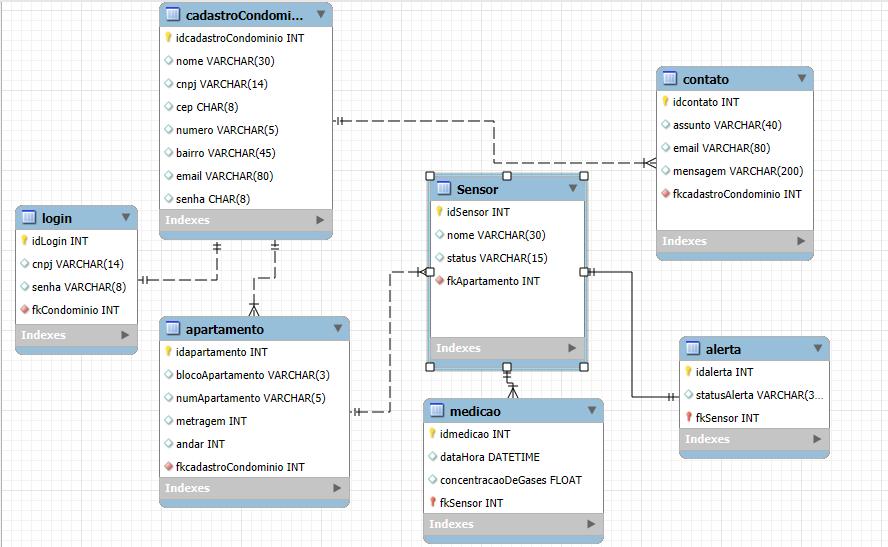 cadastroCondomi...
idcadastroCondominio INT
nome VARCHAR(30)
cnpj VARCHAR(14)
cep CHAR(8)
numero VARCHAR(5)
bairro VARCHAR(45)
email VARCHAR(80)
senha CHAR(8)
Indexes
contato
idcontato INT
assunto VARCHAR(40)
email VARCHAR(80)
mensagem VARCHAR(200)
fkcadastroCondominio INT
Indexes
login
idLogin INT
cnpj VARCHAR(14)
senha VARCHAR(8)
fkCondominio INT
Indexes
Sensor
idSensor INT
nome VARCHAR(30)
status VARCHAR(15)
fkApartamento INT
Indexes
apartamento
idapartamento INT
blocoApartamento VARCHAR(3)
numApartamento VARCHAR(5)
metragem INT
andar INT
fkcadastroCondominio INT
Indexes
medicao
idmedicao INT
dataHora DATETIME
concentracaoDeGases FLOAT
fkSensor INT
Indexes
alerta
idalerta INT
statusAlerta VARCHAR(3...
fkSensor INT
Indexes